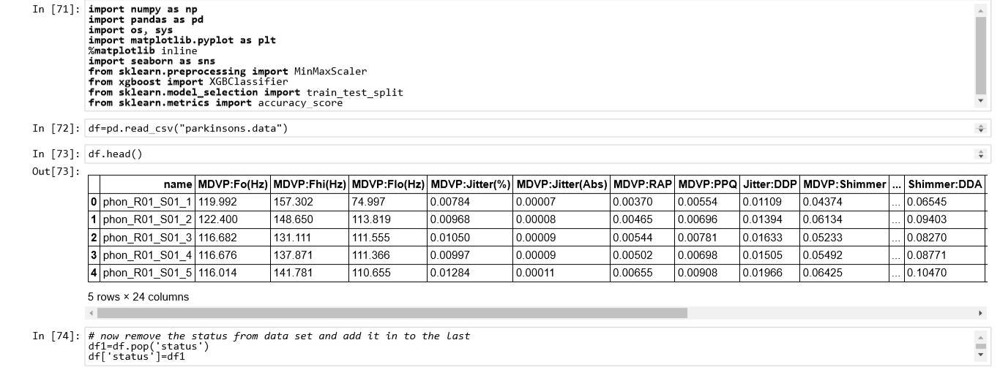 In [71]: import numpy as np
import pandas as pd
import os, sys
import matplotlib.pyplot as plt
%matplotlib inline
import seaborn as sns
from sklearn.preprocessing import MinMaxScaler
from xgboost import XGBClassifier
from sklearn.model_selection import train_test_split
from sklearn.metrics import accuracy_score
In [72]: df=pd.read_csv("parkinsons.data")
In [73]: df.head()
Out[73]:
name MDVP:Fo(Hz) MDVP:Fhi(Hz) MDVP:Flo(Hz) MDVP:Jitter(%) MDVP:Jitter(Abs) MDVP:RAP MDVP:PPQ Jitter:DDP MDVP:Shimmer ... Shimmer:DDA
0 phon_R01_S01_1 119.992 157.302 74.997 0.00784 0.00007 0.00370 0.00554 0.01109 0.04374 ... 0.06545
1 phon_R01_S01_2 122.400 148.650 113.819 0.00968 0.00008 0.00465 0.00696 0.01394 0.06134 ... 0.09403
2 phon_R01_S01_3 116.682 131.111 111.555 0.01050 0.00009 0.00544 0.00781 0.01633 0.05233 ... 0.08270
3 phon_R01_S01_4 116.676 137.871 111.366 0.00997 0.00009 0.00502 0.00698 0.01505 0.05492 ... 0.08771
4 phon_R01_S01_5 116.014 141.781 110.655 0.01284 0.00011 0.00655 0.00908 0.01966 0.06425 ... 0.10470
5 rows × 24 columns
In [74]: # now remove the status from data set and add it in to the last
df1=df.pop('status')
df['status']=df1